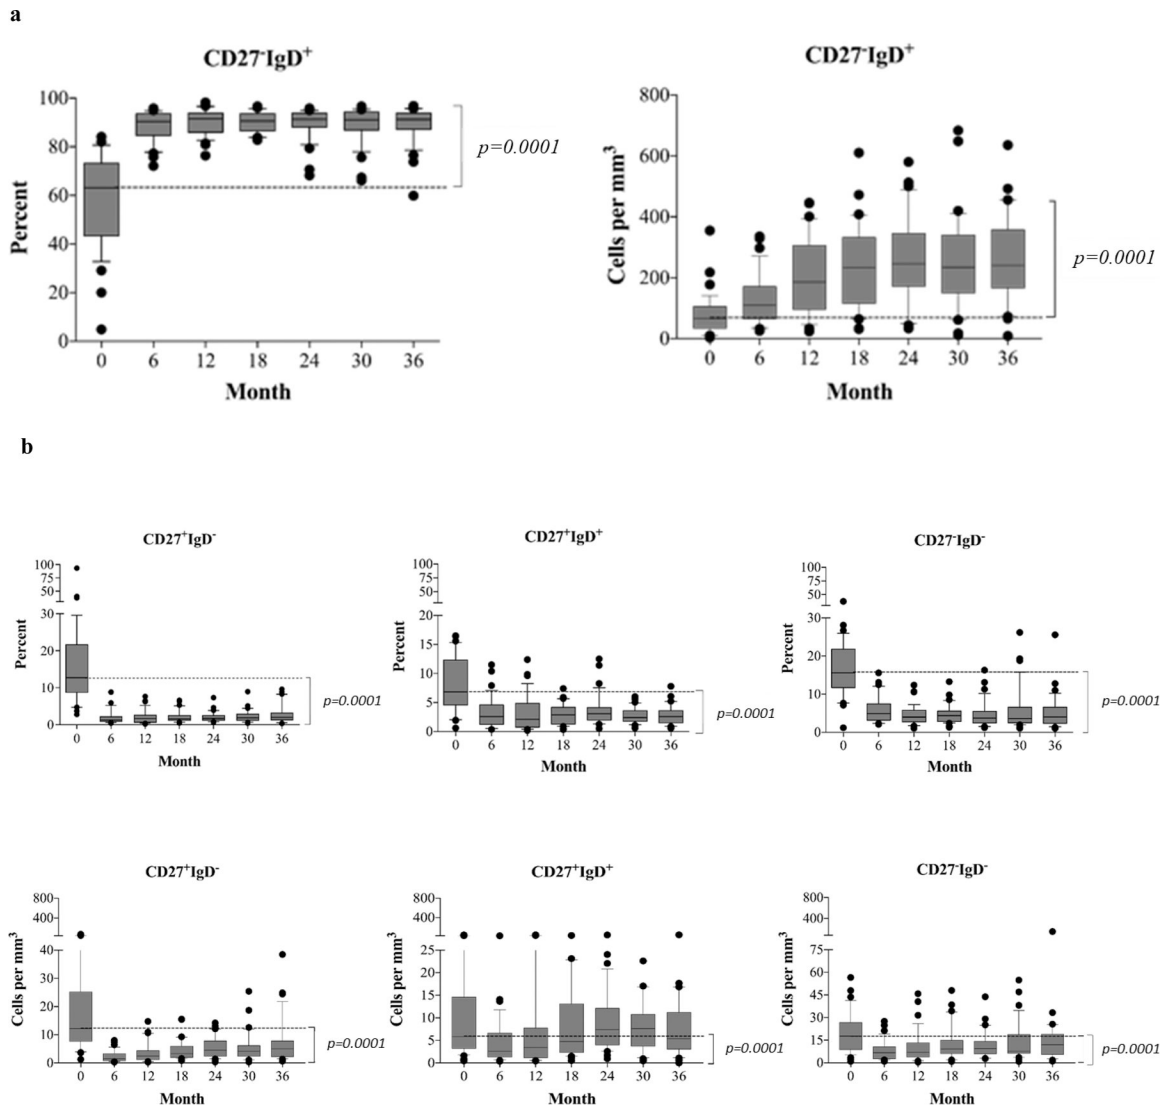 a
CD27⁻IgD⁺
Percent
100
80
60
40
20
0
0 6 12 18 24 30 36
Month
p=0.0001
CD27⁻IgD⁺
Cells per mm³
800
600
400
200
0
0 6 12 18 24 30 36
Month
p=0.0001
b
CD27⁺IgD⁻
Percent
100
75
50
30
20
10
0
0 6 12 18 24 30 36
Month
p=0.0001
CD27⁺IgD⁺
Percent
100
75
50
20
15
10
5
0
0 6 12 18 24 30 36
Month
p=0.0001
CD27⁻IgD⁻
Percent
100
75
50
30
20
10
0
0 6 12 18 24 30 36
Month
p=0.0001
CD27⁺IgD⁻
Cells per mm³
800
400
40
30
20
10
0
0 6 12 18 24 30 36
Month
p=0.0001
CD27⁺IgD⁺
Cells per mm³
800
400
25
20
15
10
5
0
0 6 12 18 24 30 36
Month
p=0.0001
CD27⁻IgD⁻
Cells per mm³
800
400
75
60
45
30
15
0
0 6 12 18 24 30 36
Month
p=0.0001